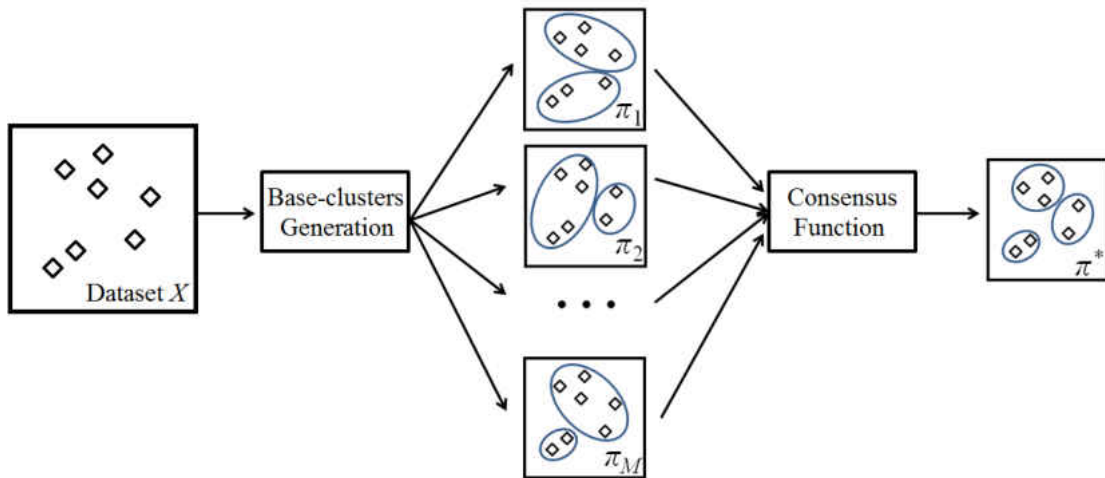 Dataset X
Base-clusters
Generation
π1
π2
• • •
πM
Consensus
Function
π*